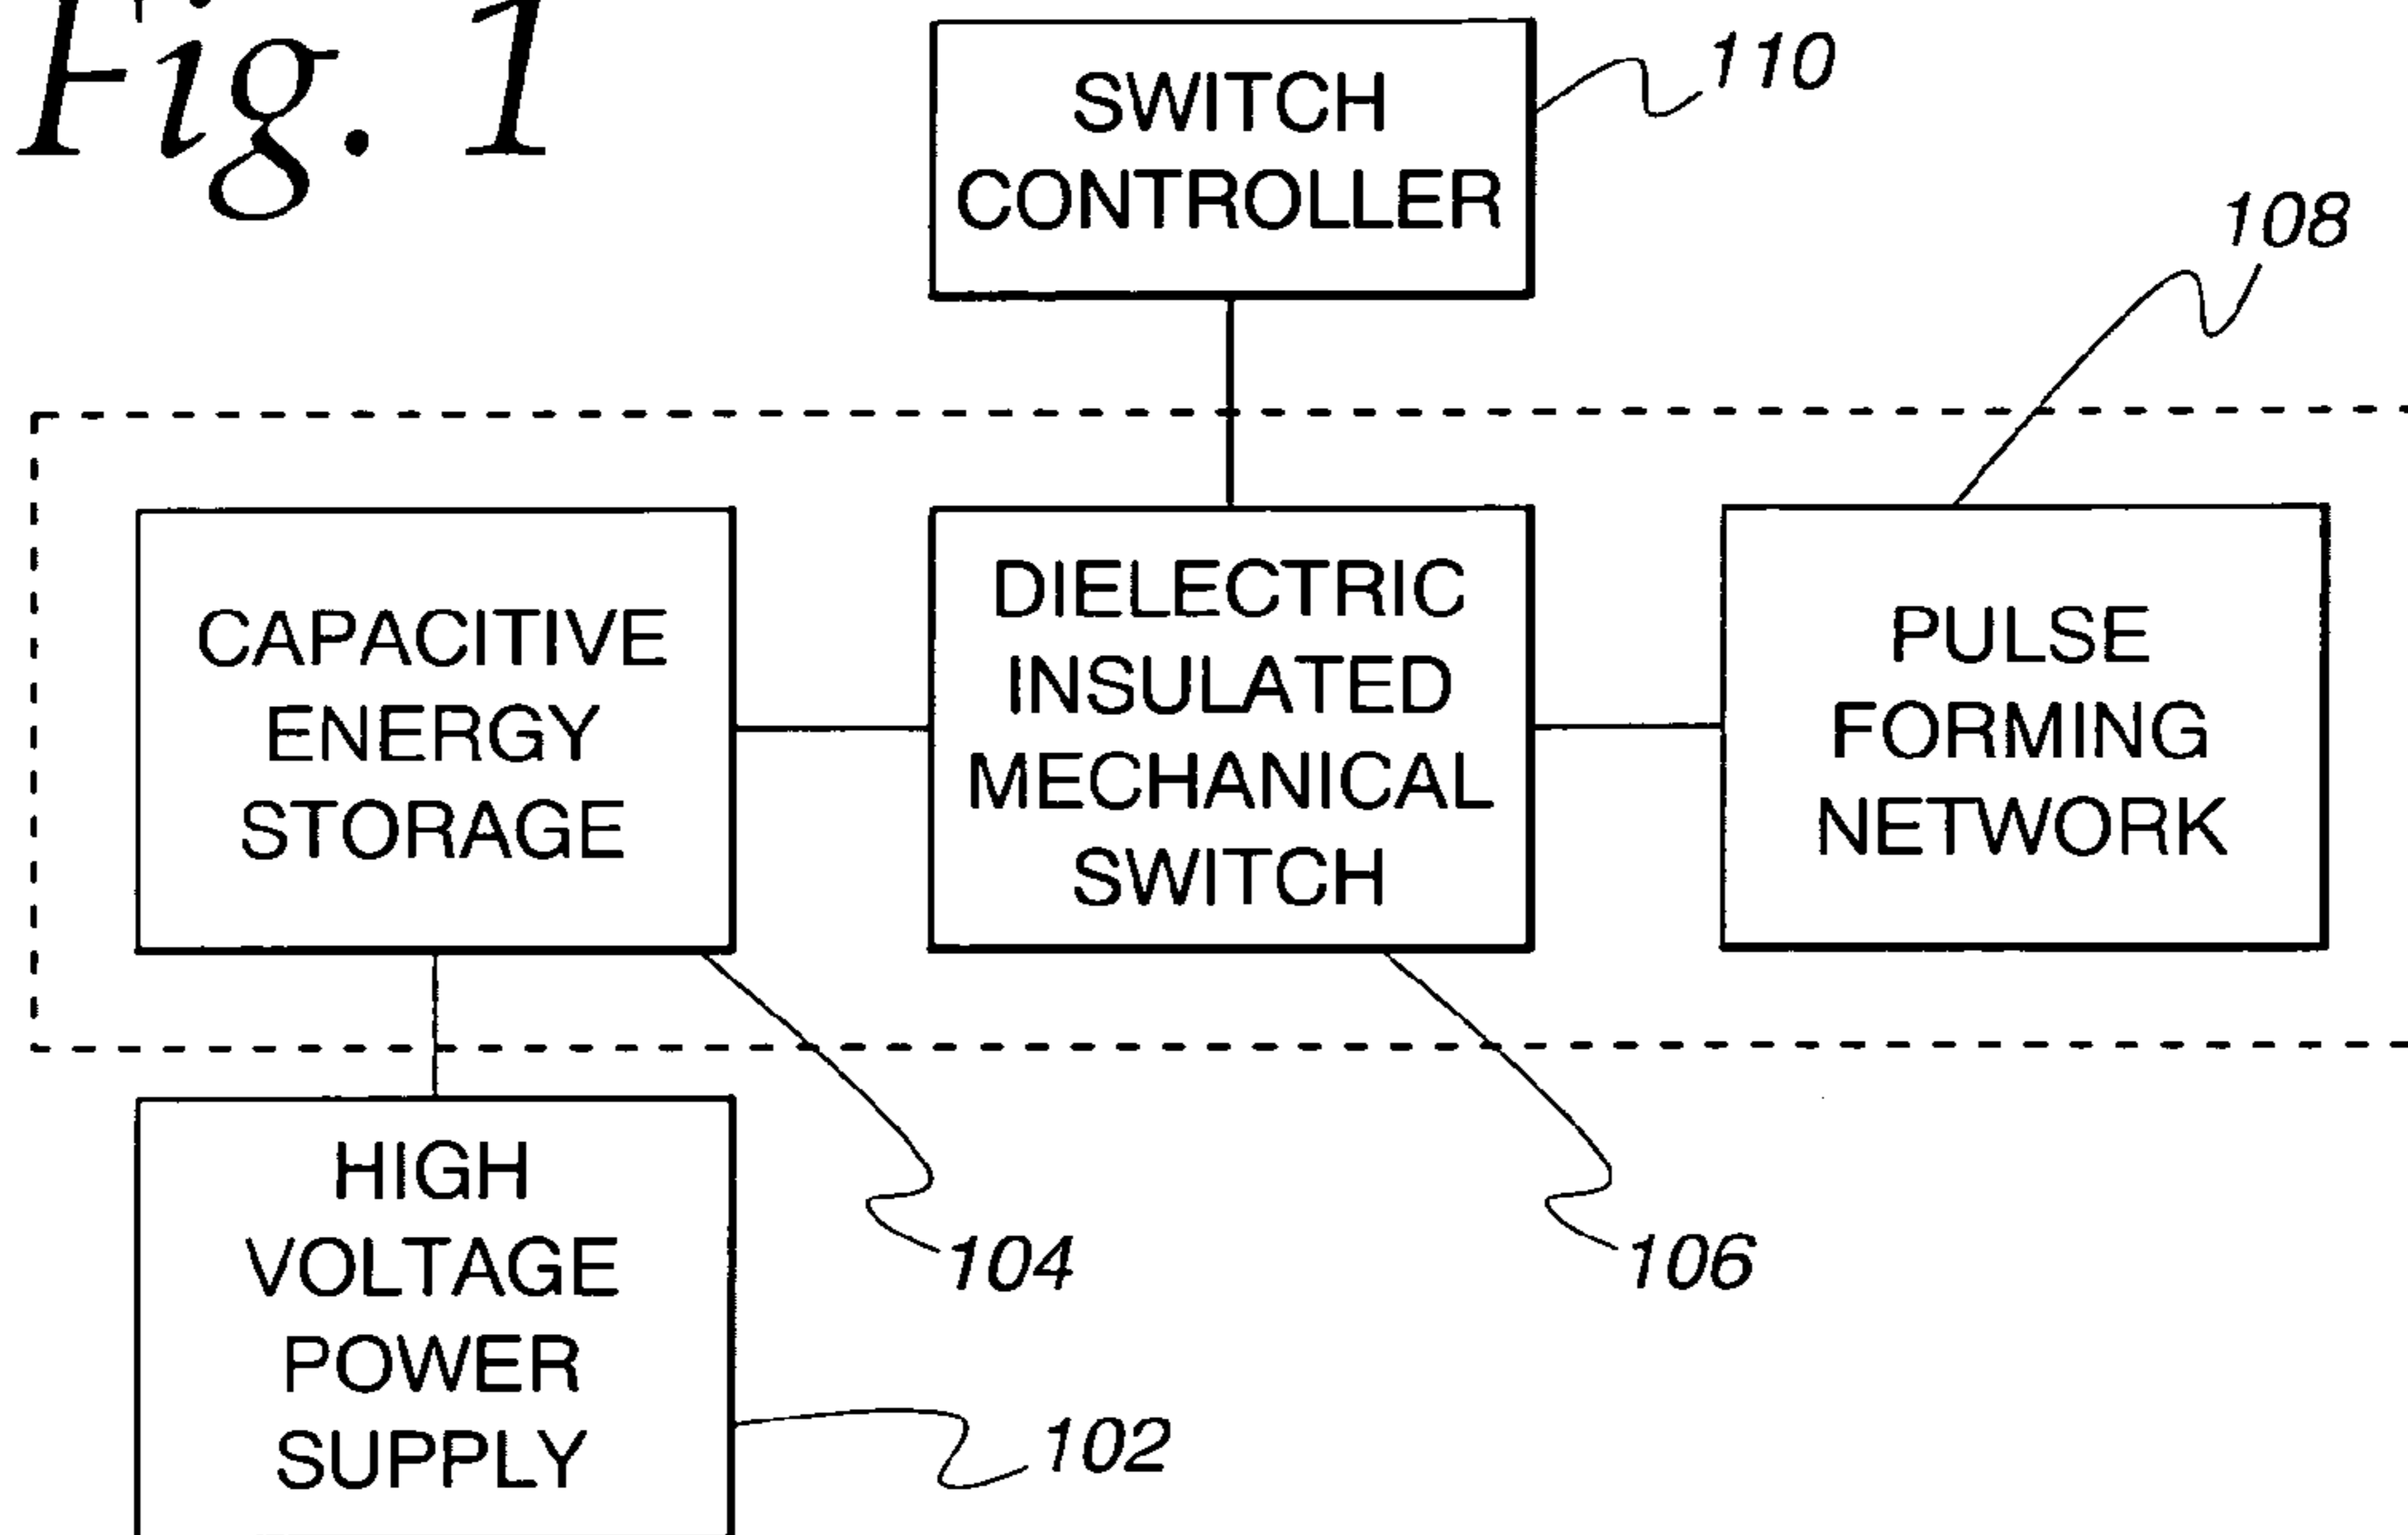 Fig. 1
SWITCH
CONTROLLER
110
108
CAPACITIVE
ENERGY
STORAGE
DIELECTRIC
INSULATED
MECHANICAL
SWITCH
PULSE
FORMING
NETWORK
104
106
HIGH
VOLTAGE
POWER
SUPPLY
102